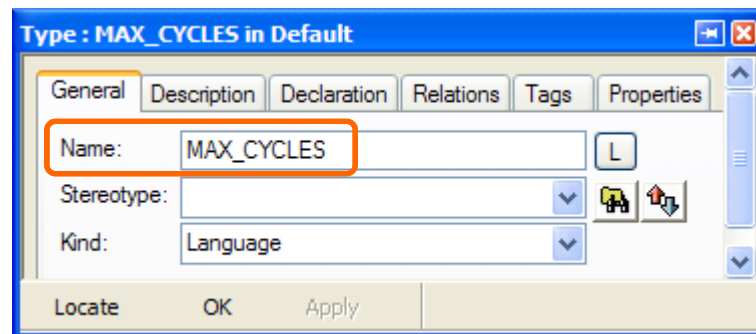 Type : MAX_CYCLES in Default
General Description Declaration Relations Tags Properties
Name: MAX_CYCLES L
Stereotype:
Kind: Language
Locate OK Apply